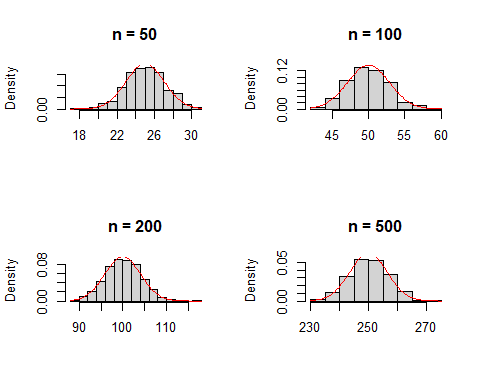 n = 50
Density
0.00
18 22 26 30
n = 100
Density
0.00 0.12
45 50 55 60
n = 200
Density
0.00 0.08
90 100 110
n = 500
Density
0.00 0.05
230 250 270